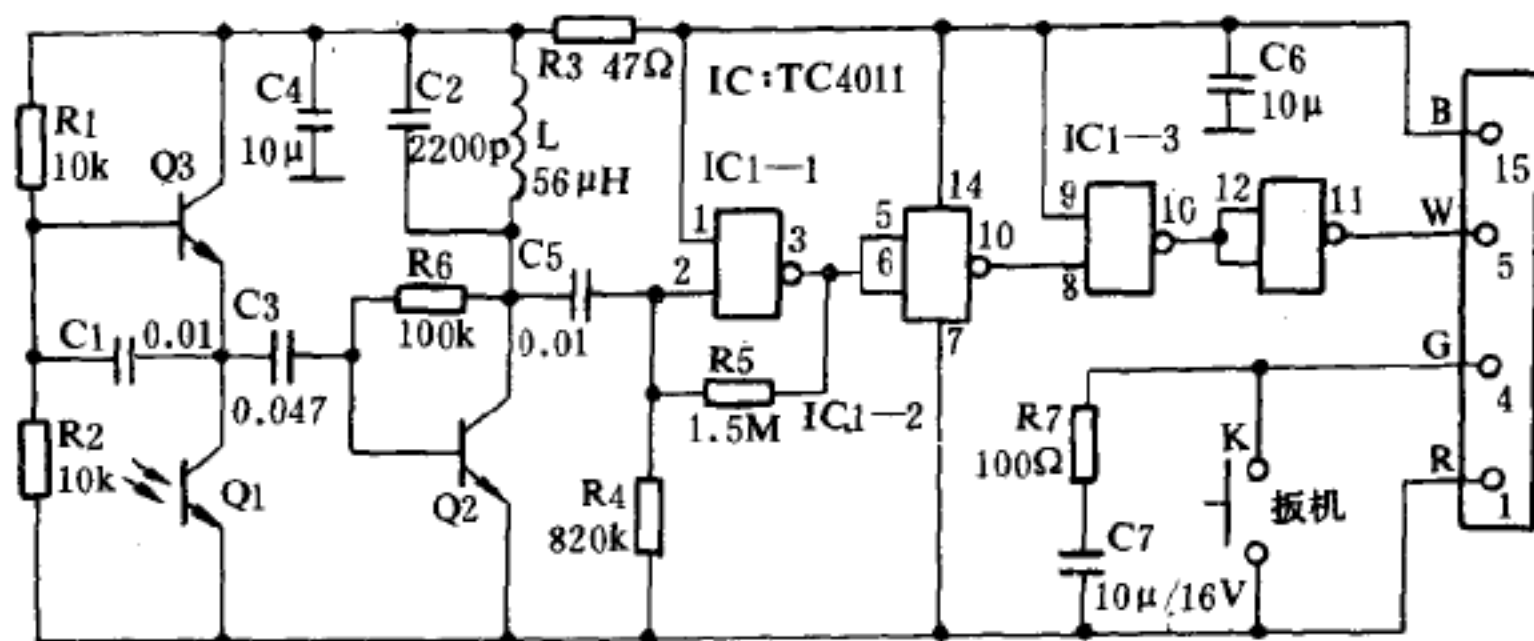 R1
10k
Q3
C4
10μ
C2
2200p
L
56μH
R3 47Ω
IC:TC4011
C6
10μ
B
15
IC1—1
IC1—3
1
2
3
14
5
6
10
7
9
8
10
12
11
W
5
C1
0.01
C3
0.047
R6
100k
C5
0.01
R5
1.5M
IC1—2
R2
10k
Q1
Q2
R4
820k
R7
100Ω
C7
10μ/16V
K
扳机
G
4
R
1